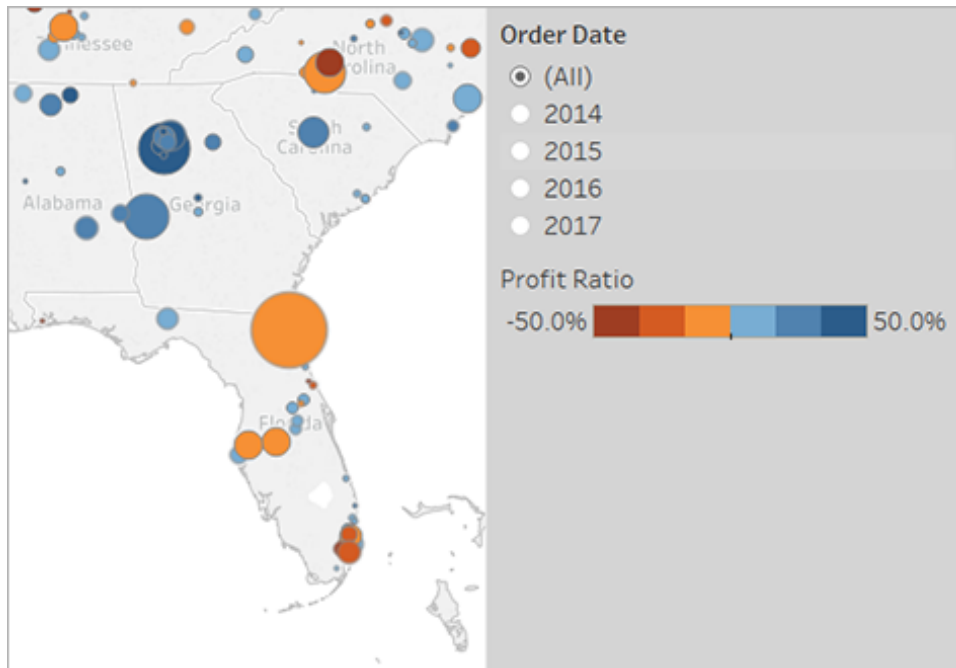 Tennessee
North
Carolina
South
Carolina
Alabama
Georgia
Florida
Order Date
(All)
2014
2015
2016
2017
Profit Ratio
-50.0%
50.0%